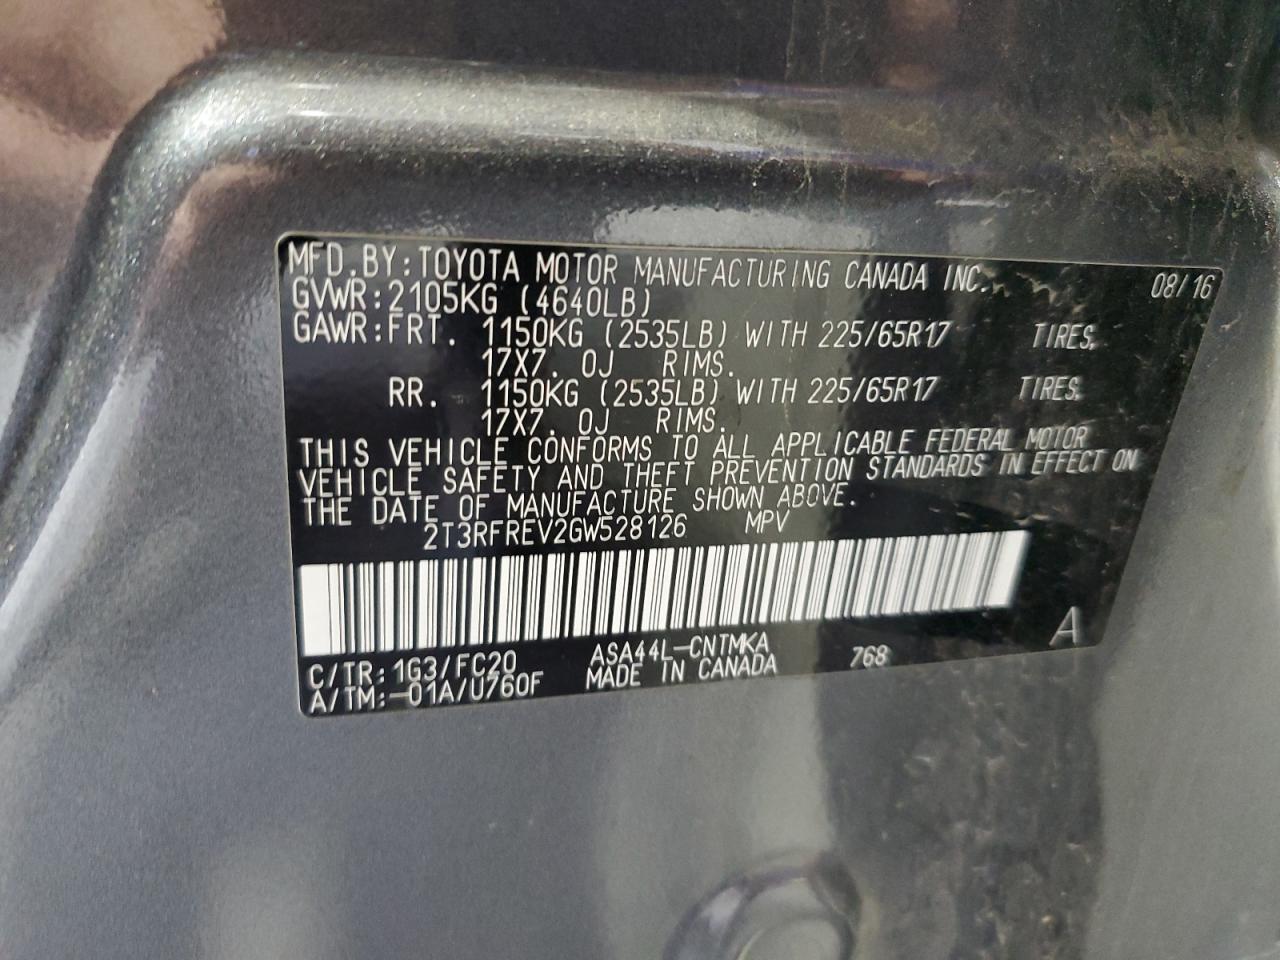 MFD.BY:TOYOTA MOTOR MANUFACTURING CANADA INC. 08/16
GVWR:2105KG (4640LB)
GAWR:FRT. 1150KG (2535LB) WITH 225/65R17 TIRES,
17X7. 0J RIMS.
RR. 1150KG (2535LB) WITH 225/65R17 TIRES.
17X7. 0J RIMS.
THIS VEHICLE CONFORMS TO ALL APPLICABLE FEDERAL MOTOR
VEHICLE SAFETY AND THEFT PREVENTION STANDARDS IN EFFECT ON
THE DATE OF MANUFACTURE SHOWN ABOVE.
2T3RFREV2GW528126 MPV
A
C/TR:1G3/FC20 ASA44L-CNTMKA 768
A/TM:-01A/U760F MADE IN CANADA